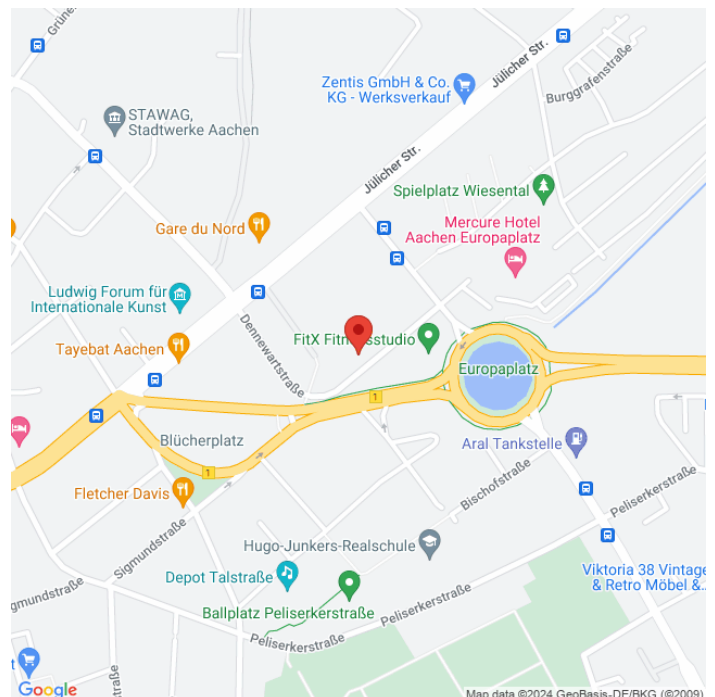 Grüne
Jülicher Str.
Zentis GmbH & Co.
KG - Werksverkauf
Burggrafenstraße
STAWAG,
Stadtwerke Aachen
Jülicher Str.
Spielplatz Wiesental
Gare du Nord
Mercure Hotel
Aachen Europaplatz
Ludwig Forum für
Internationale Kunst
Dennewartstraße
Tayebat Aachen
FitX Fitnessstudio
Europaplatz
1
Blücherplatz
Aral Tankstelle
1
Bischofstraße
Fletcher Davis
Peliserkerstraße
Sigmundstraße
Hugo-Junkers-Realschule
Depot Talstraße
Viktoria 38 Vintage
& Retro Möbel &..
gmundstraße
Ballplatz Peliserkerstraße
Peliserkerstraße
Peliserkerstraße
straße
Google
Map data ©2024 GeoBasis-DE/BKG (©2009)